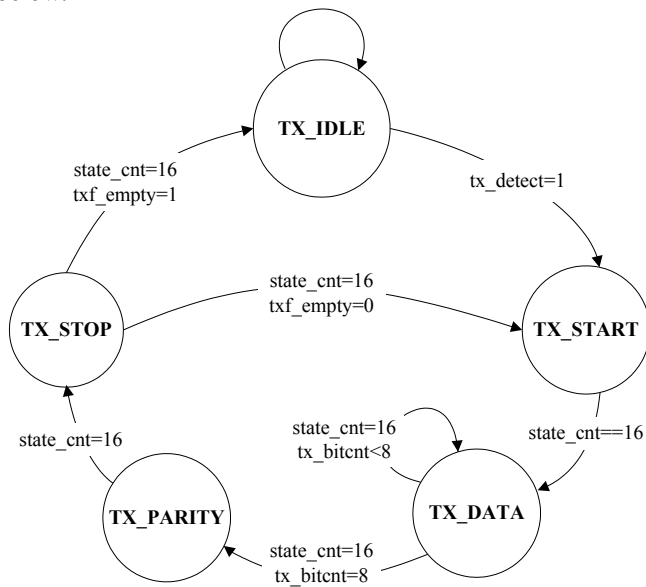 TX_IDLE
state_cnt=16
txf_empty=1
tx_detect=1
state_cnt=16
txf_empty=0
TX_STOP
TX_START
state_cnt=16
state_cnt=16
tx_bitcnt<8
state_cnt==16
TX_PARITY
TX_DATA
state_cnt=16
tx_bitcnt=8